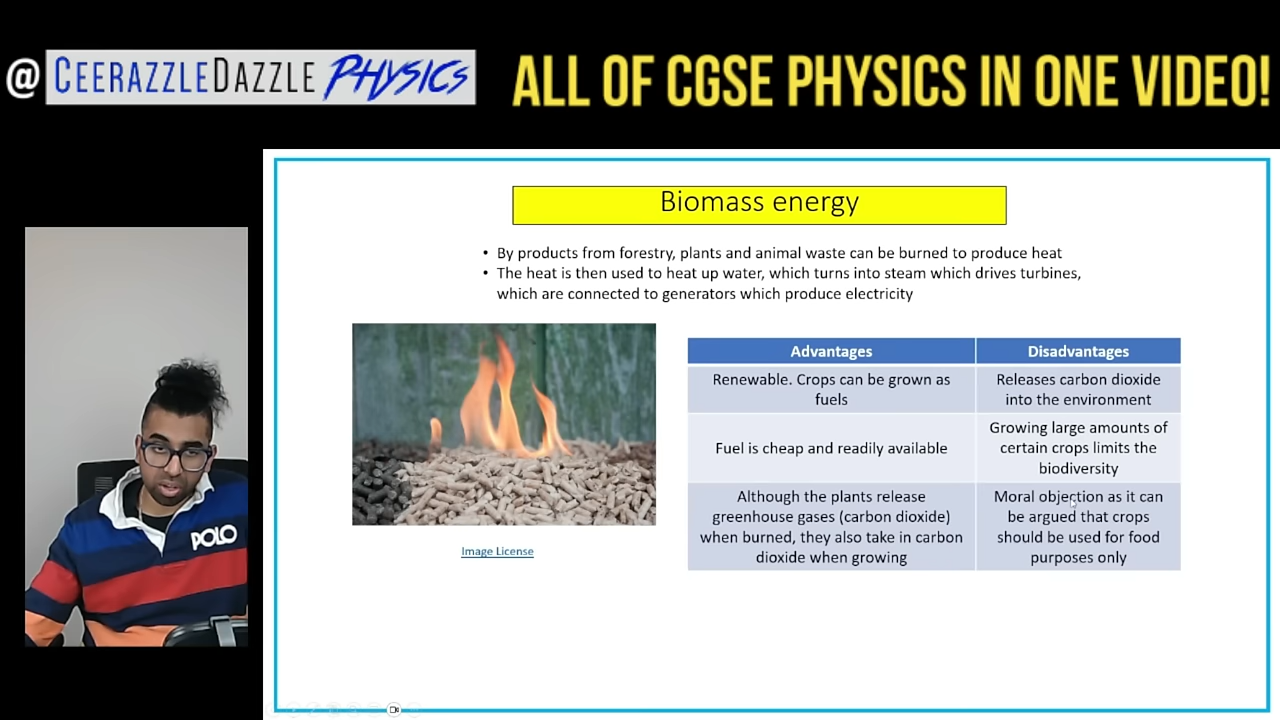 @ CEERAZZLEDAZZLE PHYSICS
ALL OF CGSE PHYSICS IN ONE VIDEO!
Biomass energy
• By products from forestry, plants and animal waste can be burned to produce heat
• The heat is then used to heat up water, which turns into steam which drives turbines,
which are connected to generators which produce electricity
Advantages
Disadvantages
Renewable. Crops can be grown as
fuels
Releases carbon dioxide
into the environment
Fuel is cheap and readily available
Growing large amounts of
certain crops limits the
biodiversity
Although the plants release
greenhouse gases (carbon dioxide)
when burned, they also take in carbon
dioxide when growing
Moral objection as it can
be argued that crops
should be used for food
purposes only
Image License
POLO